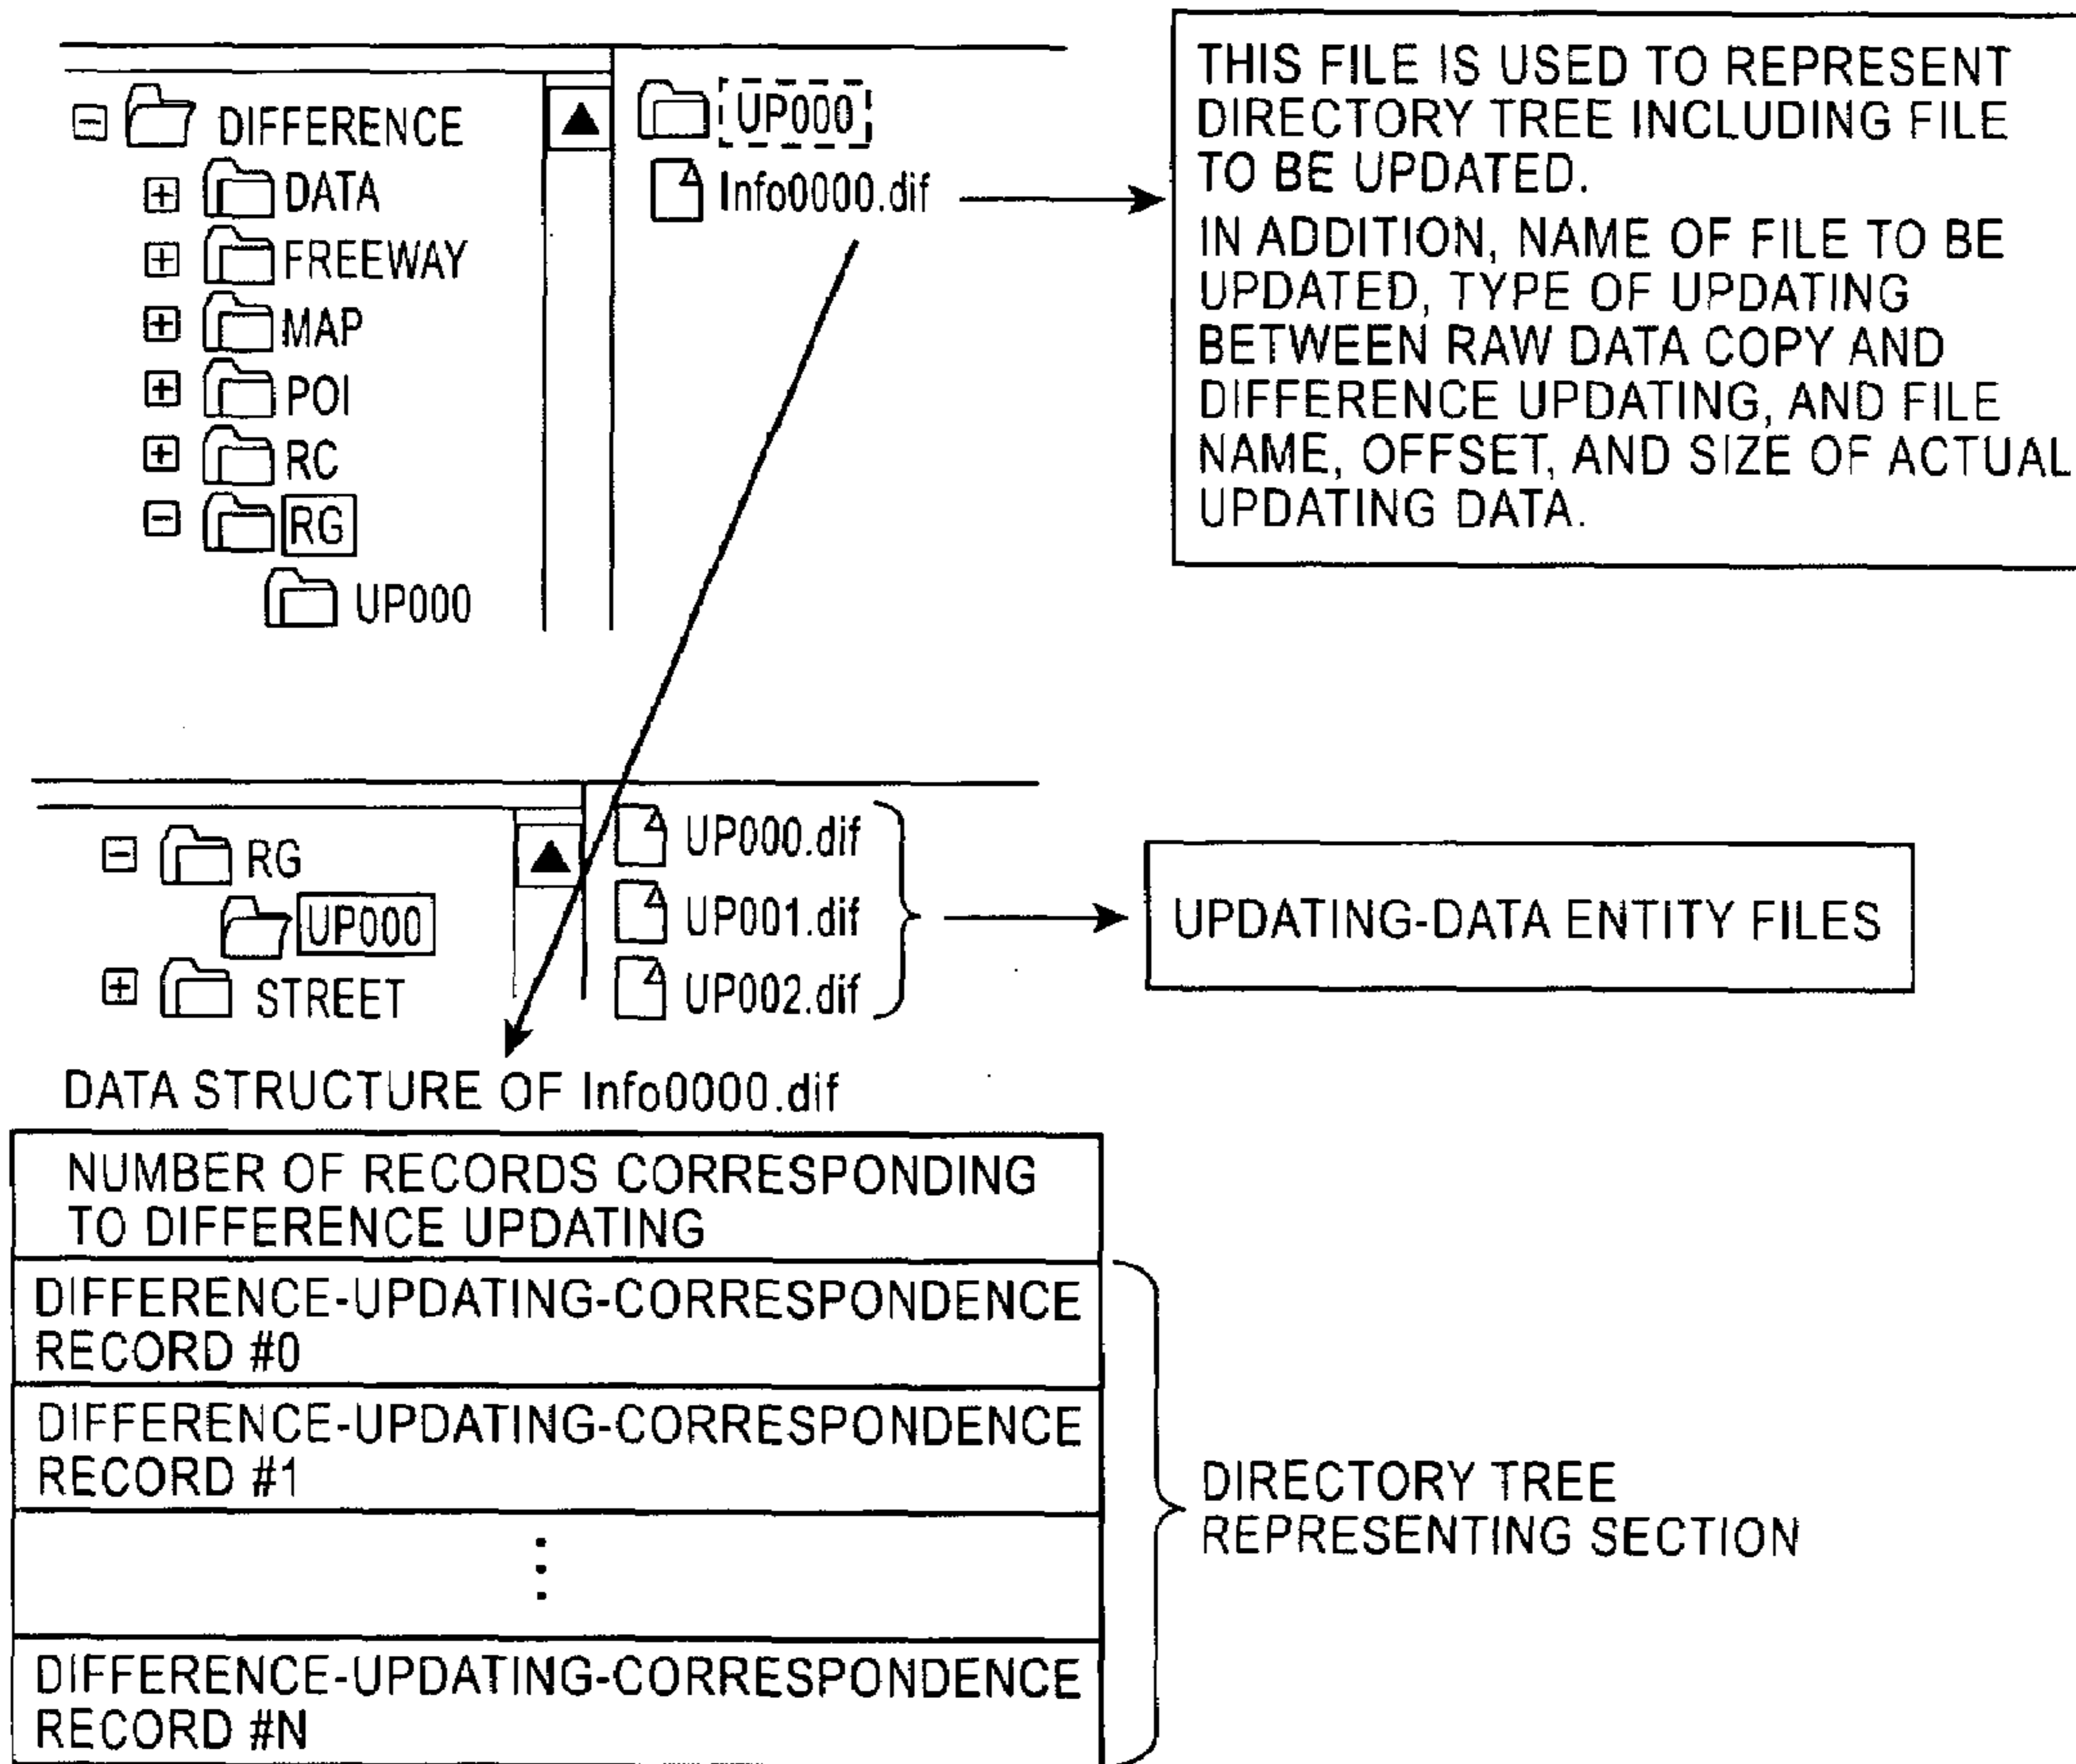 DIFFERENCE
DATA
FREEWAY
MAP
POI
RC
RG
UP000
UP000
Info0000.dif
THIS FILE IS USED TO REPRESENT
DIRECTORY TREE INCLUDING FILE
TO BE UPDATED.
IN ADDITION, NAME OF FILE TO BE
UPDATED, TYPE OF UPDATING
BETWEEN RAW DATA COPY AND
DIFFERENCE UPDATING, AND FILE
NAME, OFFSET, AND SIZE OF ACTUAL
UPDATING DATA.
RG
UP000
STREET
UP000.dif
UP001.dif
UP002.dif
UPDATING-DATA ENTITY FILES
DATA STRUCTURE OF Info0000.dif
NUMBER OF RECORDS CORRESPONDING
TO DIFFERENCE UPDATING
DIFFERENCE-UPDATING-CORRESPONDENCE
RECORD #0
DIFFERENCE-UPDATING-CORRESPONDENCE
RECORD #1
⋮
DIFFERENCE-UPDATING-CORRESPONDENCE
RECORD #N
DIRECTORY TREE
REPRESENTING SECTION